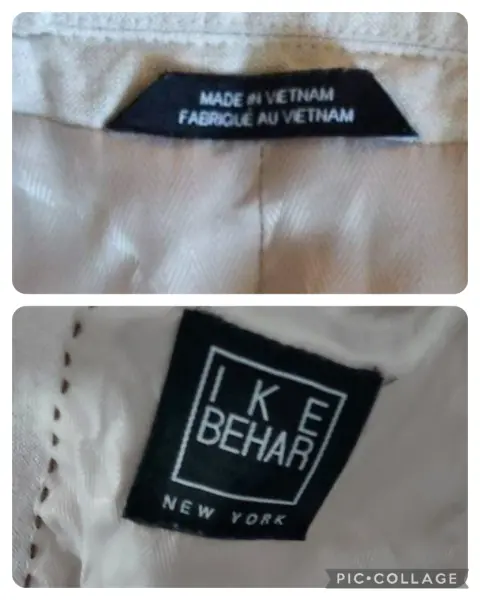 MADE IN VIETNAM
FABRIQUÉ AU VIETNAM
IKE
BEHAR
NEW YORK
PIC•COLLAGE